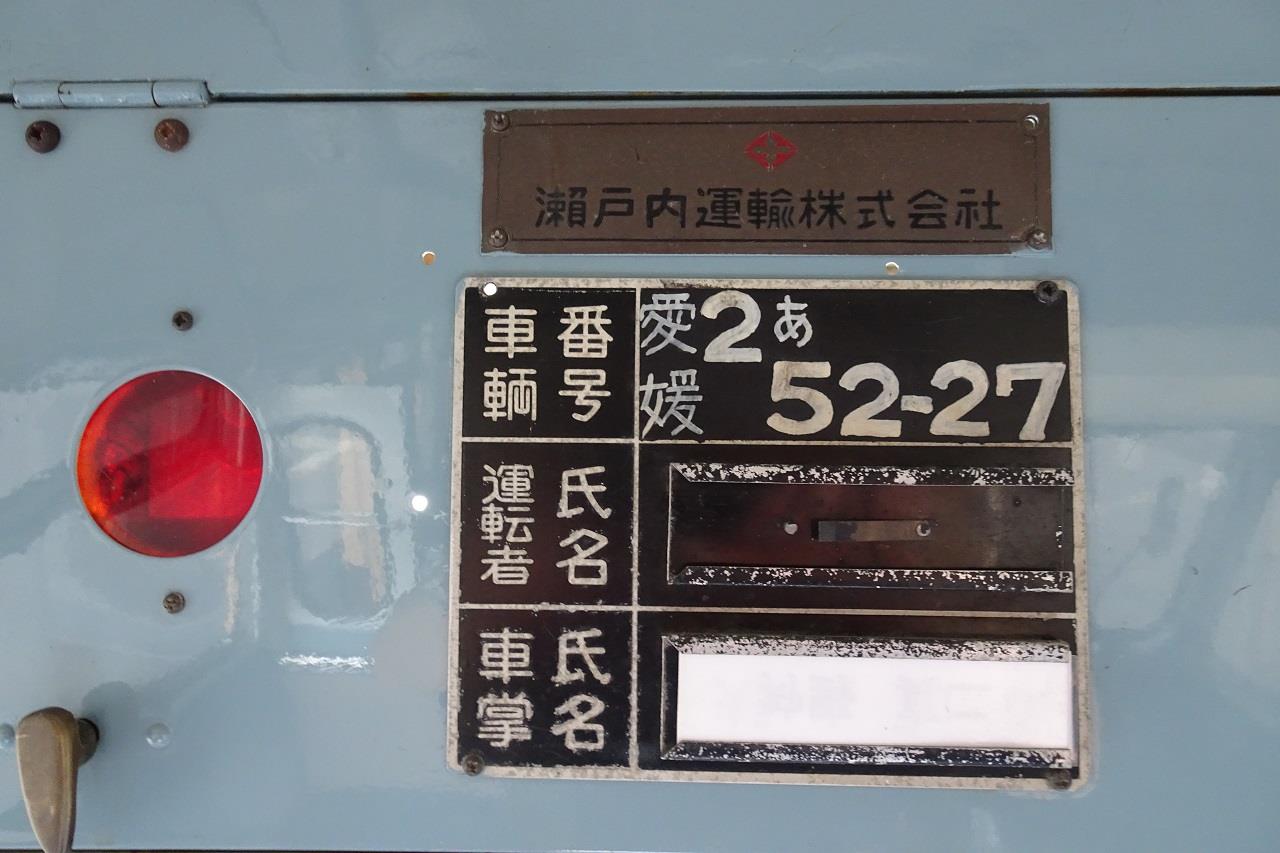 瀬戸内運輸株式会社
車輌番号
愛媛 2 あ
52-27
運転者氏名
車掌氏名